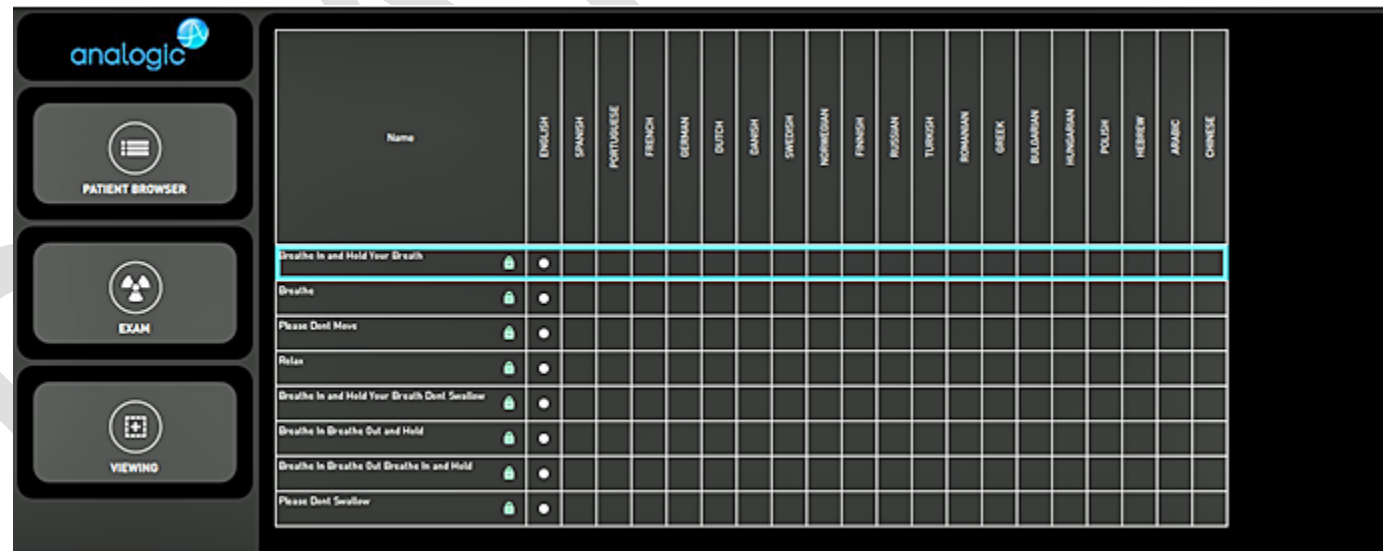 analogic
PATIENT BROWSER
EXAM
VIEWING
Name
ENGLISH
SPANISH
PORTUGUESE
FRENCH
GERMAN
DUTCH
DANISH
SWEDISH
NORWEGIAN
FINNISH
RUSSIAN
TURKISH
ROMANIAN
GREEK
BULGARIAN
HUNGARIAN
POLISH
HEBREW
ARABIC
CHINESE
Breathe In and Hold Your Breath
Breathe
Please Dont Move
Relax
Breathe In and Hold Your Breath Dont Swallow
Breathe In Breathe Out and Hold
Breathe In Breathe Out Breathe In and Hold
Please Dont Swallow